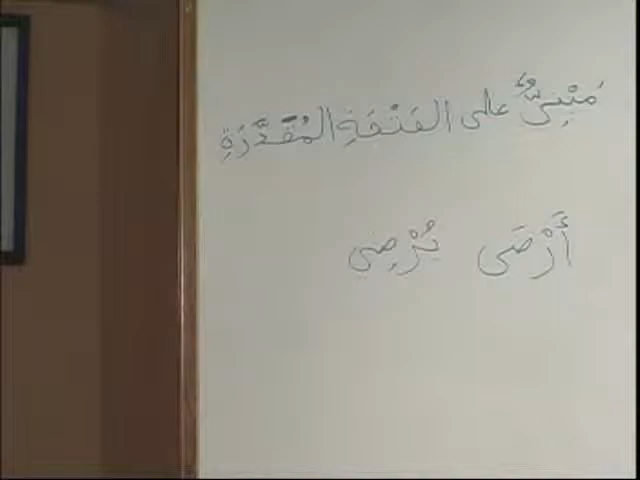 مَبْنِيٌّ على الفَتْحَةِ المُقَدَّرَةِ
أَرْضَى يُرْضِي